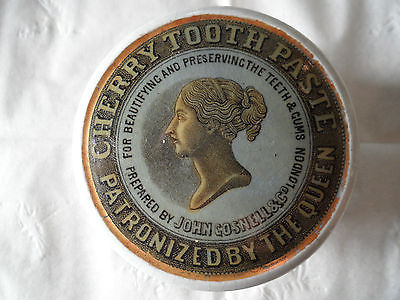 CHERRY TOOTH PASTE
PATRONIZED BY THE QUEEN
FOR BEAUTIFYING AND PRESERVING THE TEETH & GUMS
PREPARED BY JOHN GOSNELL & Co LONDON